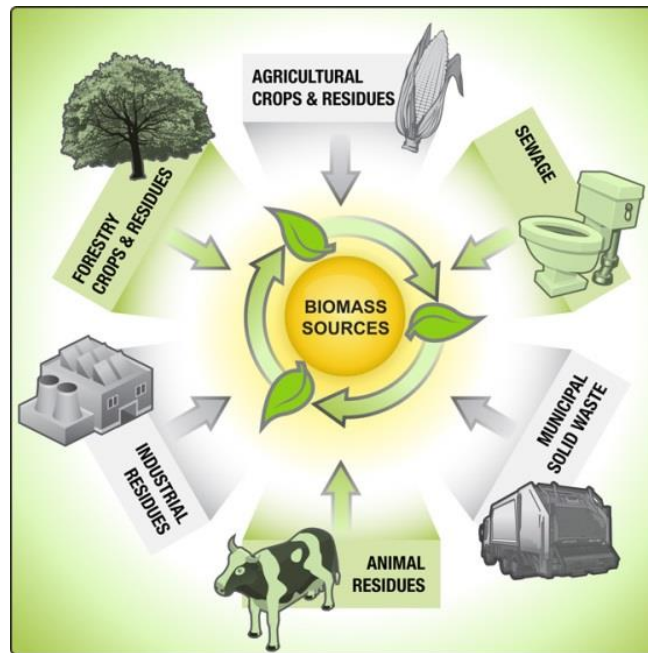 AGRICULTURAL
CROPS & RESIDUES
SEWAGE
MUNICIPAL
SOLID WASTE
ANIMAL
RESIDUES
INDUSTRIAL
RESIDUES
FORESTRY
CROPS & RESIDUES
BIOMASS
SOURCES